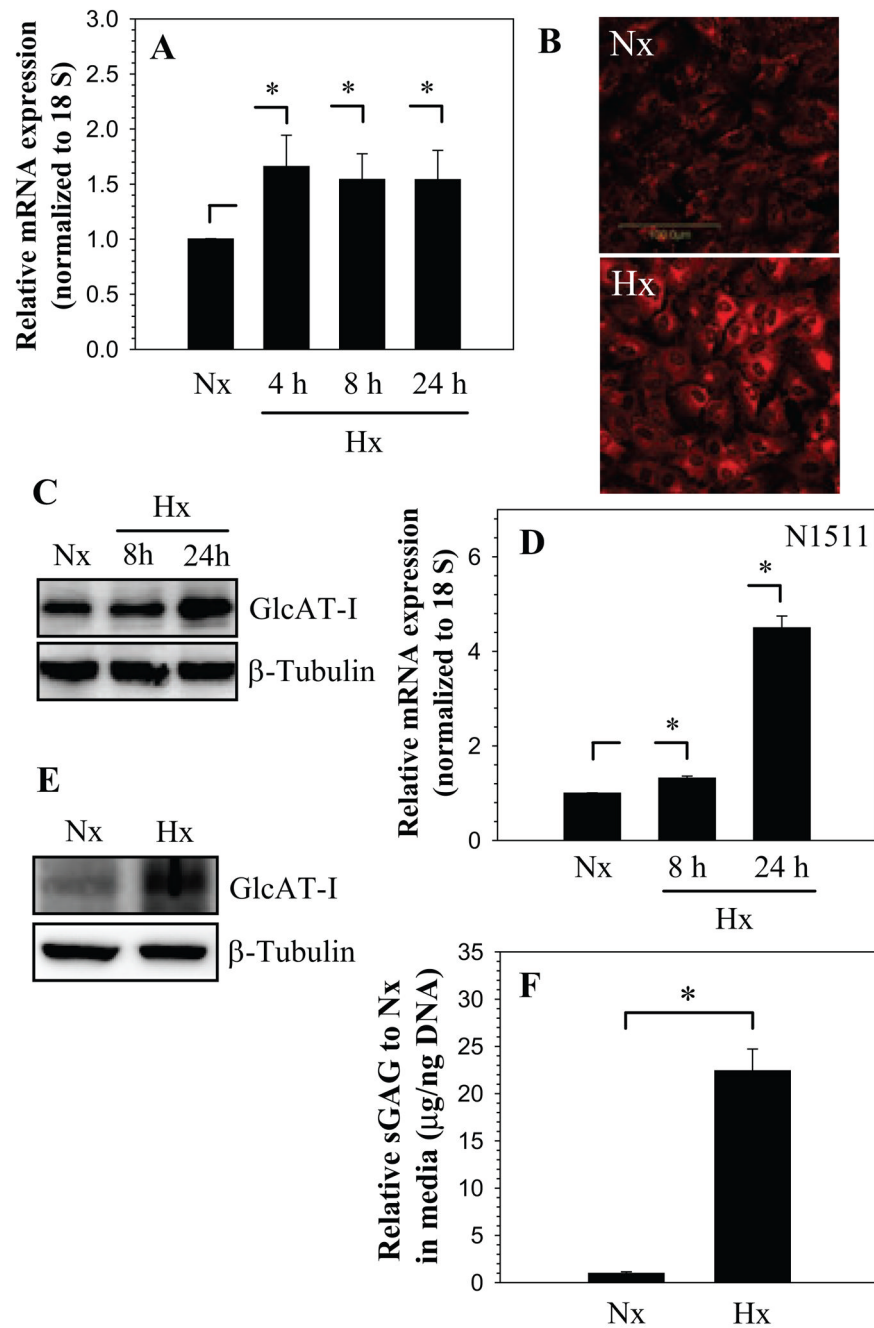 A
Relative mRNA expression
(normalized to 18 S)
3.0
2.5
2.0
1.5
1.0
0.5
0.0
* * *
Nx 4 h 8 h 24 h
Hx
B
Nx
Hx
C
Hx
Nx 8h 24h
GlcAT-I
β-Tubulin
D
N1511
Relative mRNA expression
(normalized to 18 S)
6
4
2
0
* *
Nx 8 h 24 h
Hx
E
Nx Hx
GlcAT-I
β-Tubulin
F
Relative sGAG to Nx
in media (μg/ng DNA)
35
30
25
20
15
10
5
0
*
Nx Hx